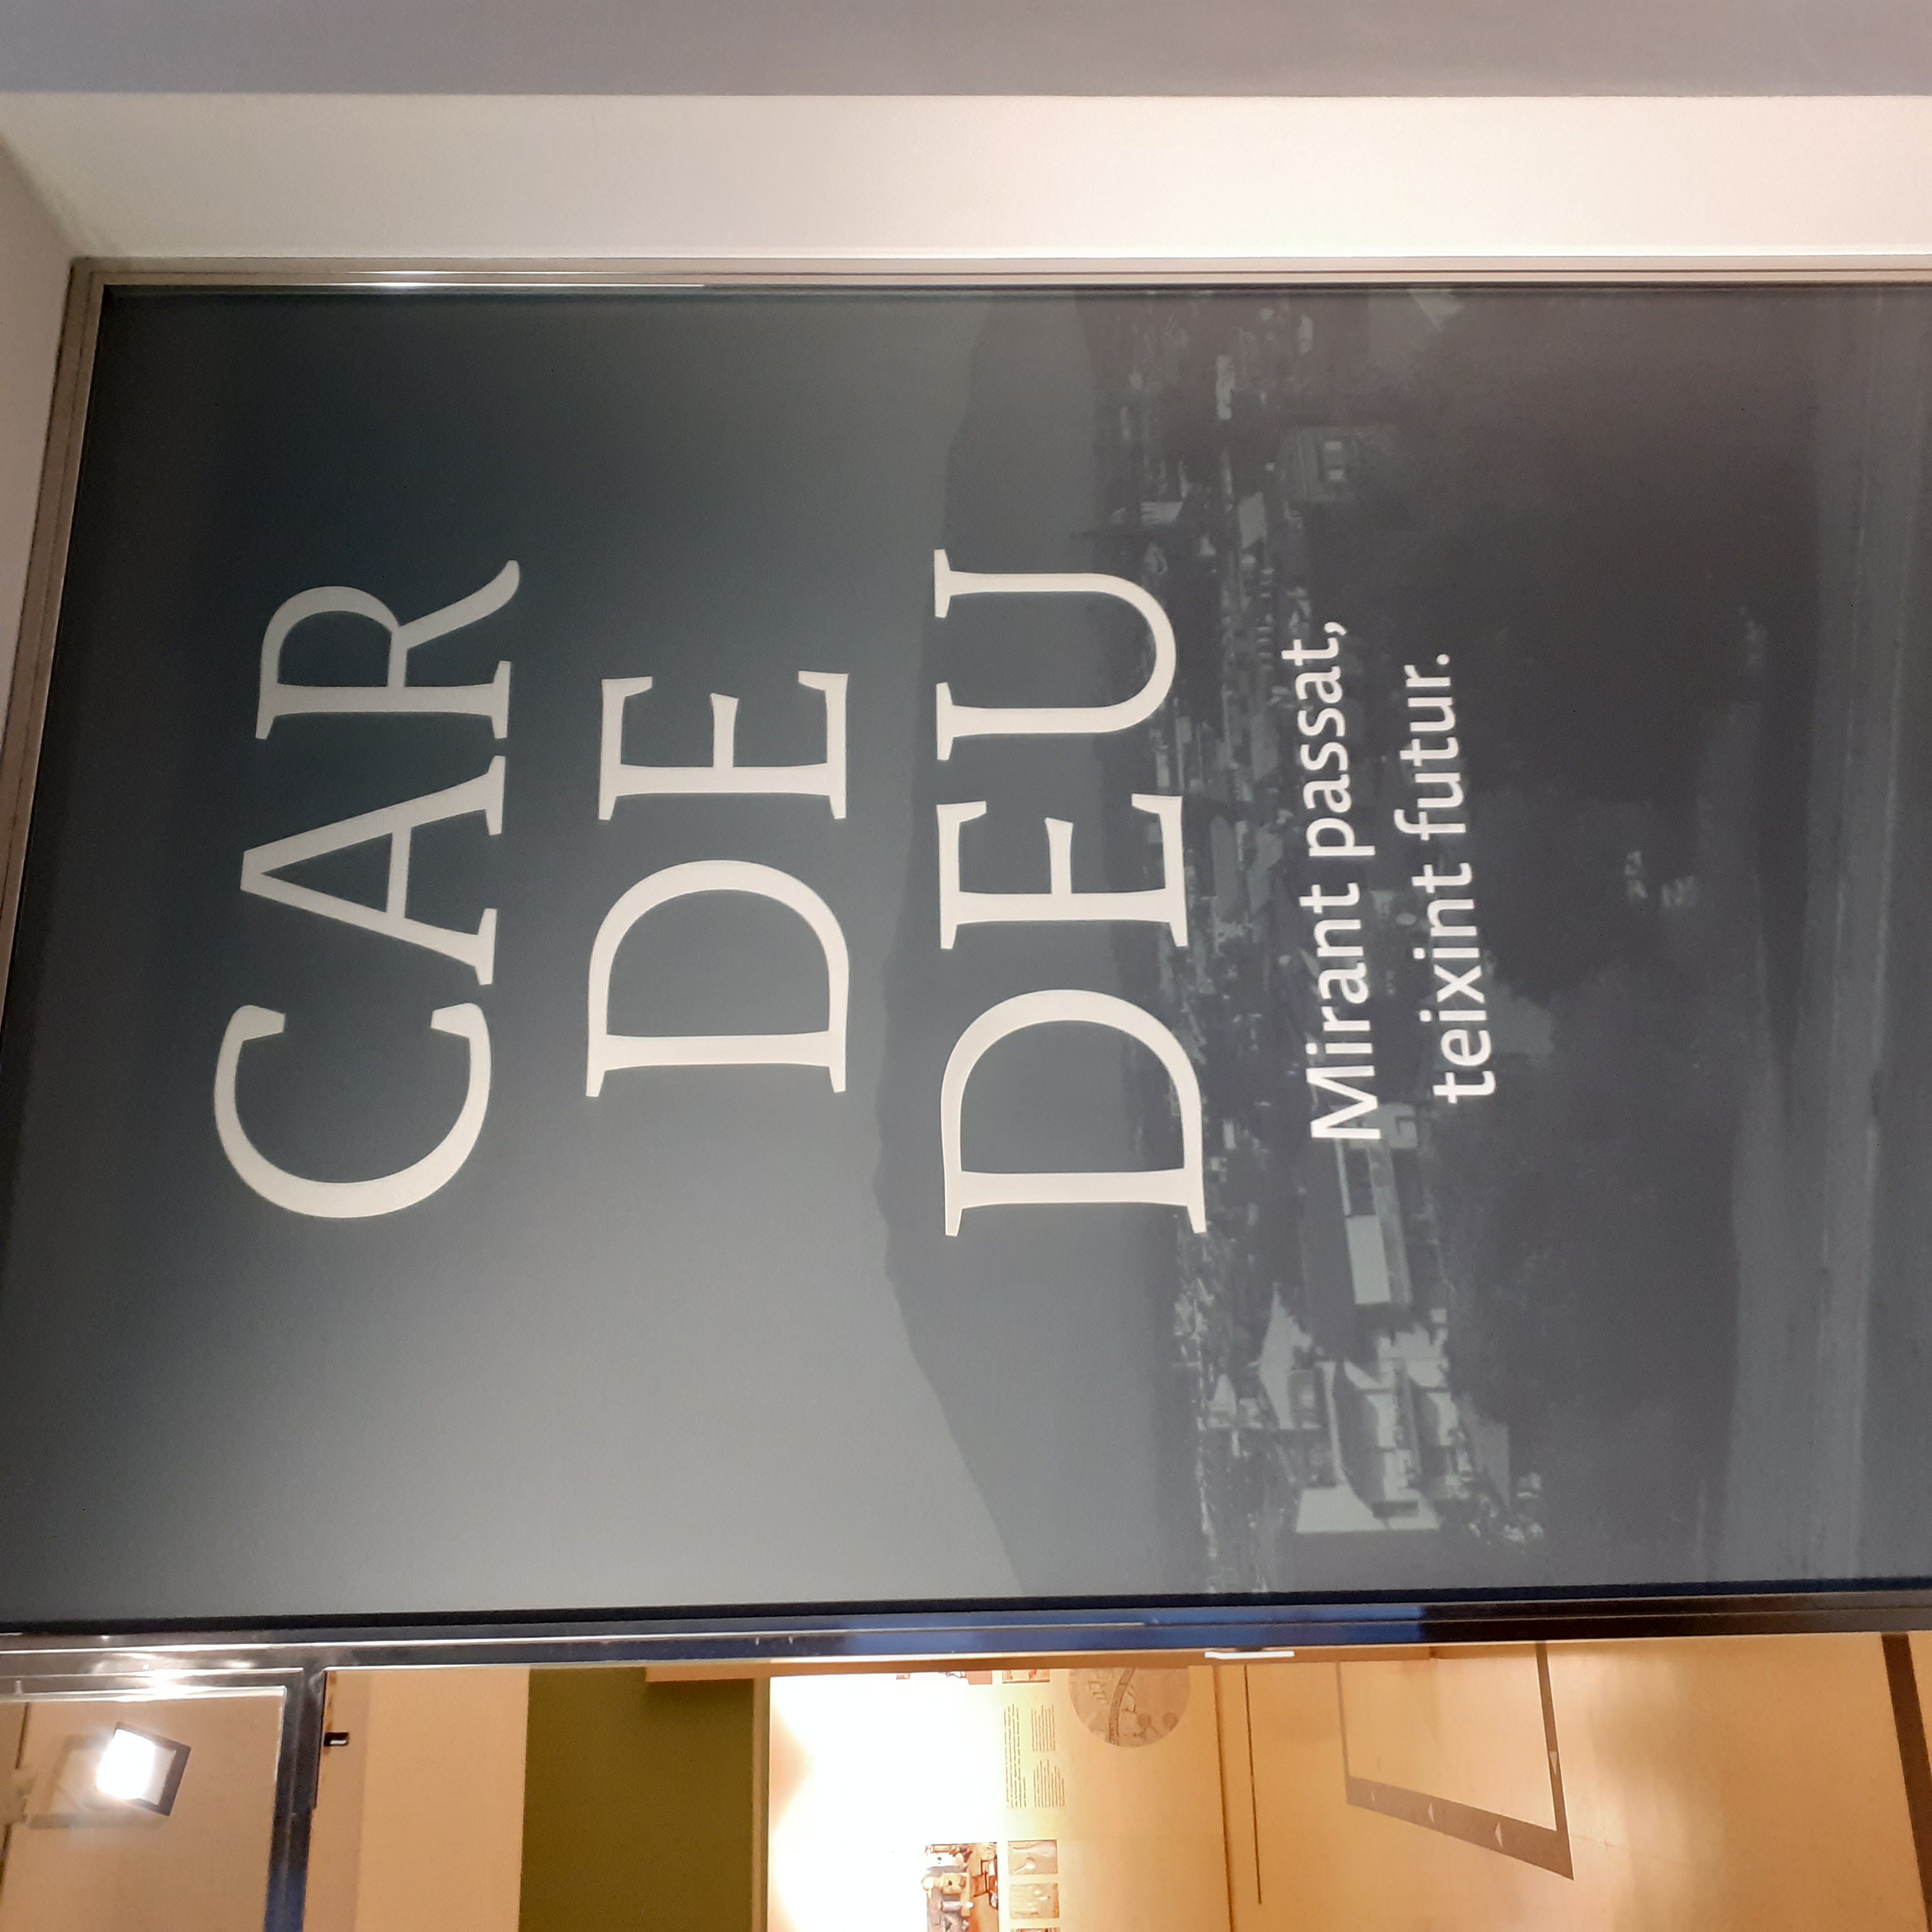 CAR
DE
DEU
Mirant passat,
teixint futur.